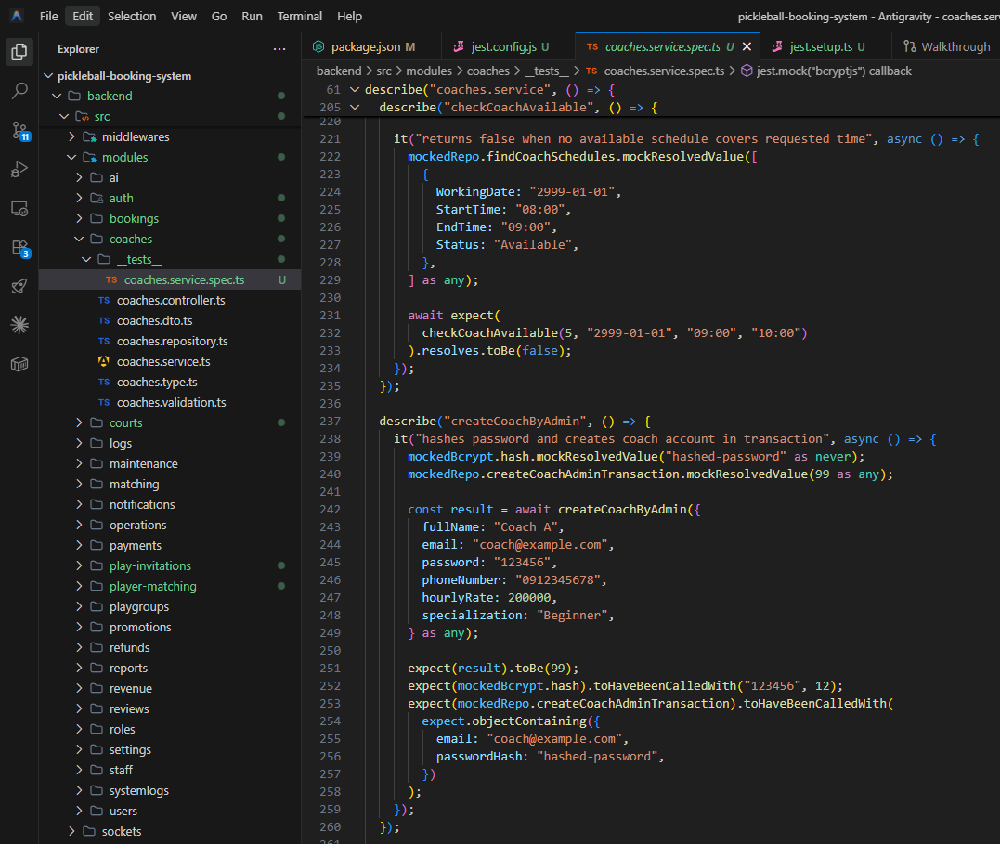 File Edit Selection View Go Run Terminal Help
pickleball-booking-system - Antigravity - coaches.ser
Explorer
pickleball-booking-system
backend
src
middlewares
modules
ai
auth
bookings
coaches
__tests__
TS coaches.service.spec.ts U
TS coaches.controller.ts
TS coaches.dto.ts
TS coaches.repository.ts
coaches.service.ts
TS coaches.type.ts
TS coaches.validation.ts
courts
logs
maintenance
matching
notifications
operations
payments
play-invitations
player-matching
playgroups
promotions
refunds
reports
revenue
reviews
roles
settings
staff
systemlogs
users
sockets
11
3
package.json M
jest.config.js U
TS coaches.service.spec.ts U
jest.setup.ts U
Walkthrough
backend > src > modules > coaches > __tests__ > TS coaches.service.spec.ts > jest.mock("bcryptjs") callback
61 describe("coaches.service", () => {
205 describe("checkCoachAvailable", () => {
220
221 it("returns false when no available schedule covers requested time", async () => {
222 mockedRepo.findCoachSchedules.mockResolvedValue([
223 {
224 WorkingDate: "2999-01-01",
225 StartTime: "08:00",
226 EndTime: "09:00",
227 Status: "Available",
228 },
229 ] as any);
230
231 await expect(
232 checkCoachAvailable(5, "2999-01-01", "09:00", "10:00")
233 ).resolves.toBe(false);
234 });
235 });
236
237 describe("createCoachByAdmin", () => {
238 it("hashes password and creates coach account in transaction", async () => {
239 mockedBcrypt.hash.mockResolvedValue("hashed-password" as never);
240 mockedRepo.createCoachAdminTransaction.mockResolvedValue(99 as any);
241
242 const result = await createCoachByAdmin({
243 fullName: "Coach A",
244 email: "coach@example.com",
245 password: "123456",
246 phoneNumber: "0912345678",
247 hourlyRate: 200000,
248 specialization: "Beginner",
249 } as any);
250
251 expect(result).toBe(99);
252 expect(mockedBcrypt.hash).toHaveBeenCalledWith("123456", 12);
253 expect(mockedRepo.createCoachAdminTransaction).toHaveBeenCalledWith(
254 expect.objectContaining({
255 email: "coach@example.com",
256 passwordHash: "hashed-password",
257 })
258 );
259 });
260 });
261